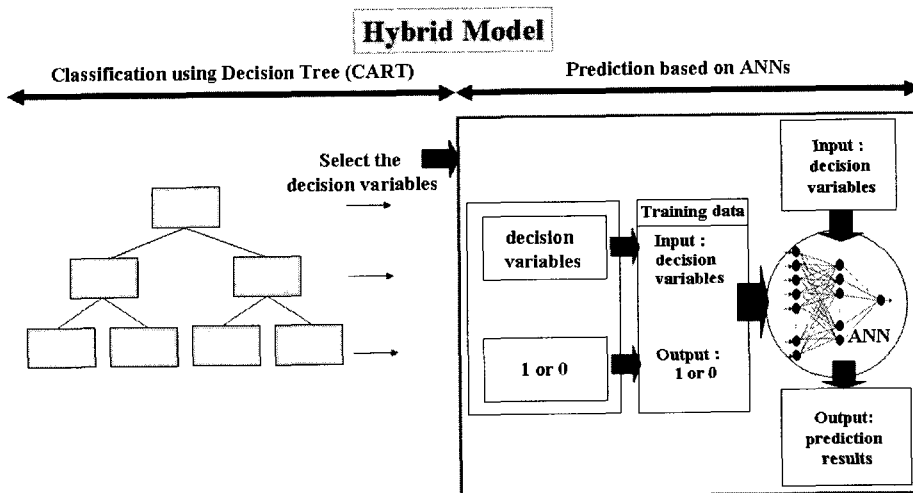 Hybrid Model
Classification using Decision Tree (CART)
Prediction based on ANNs
Select the
decision variables
decision
variables
1 or 0
Training data
Input :
decision
variables
Output :
1 or 0
Input :
decision
variables
ANN
Output:
prediction
results